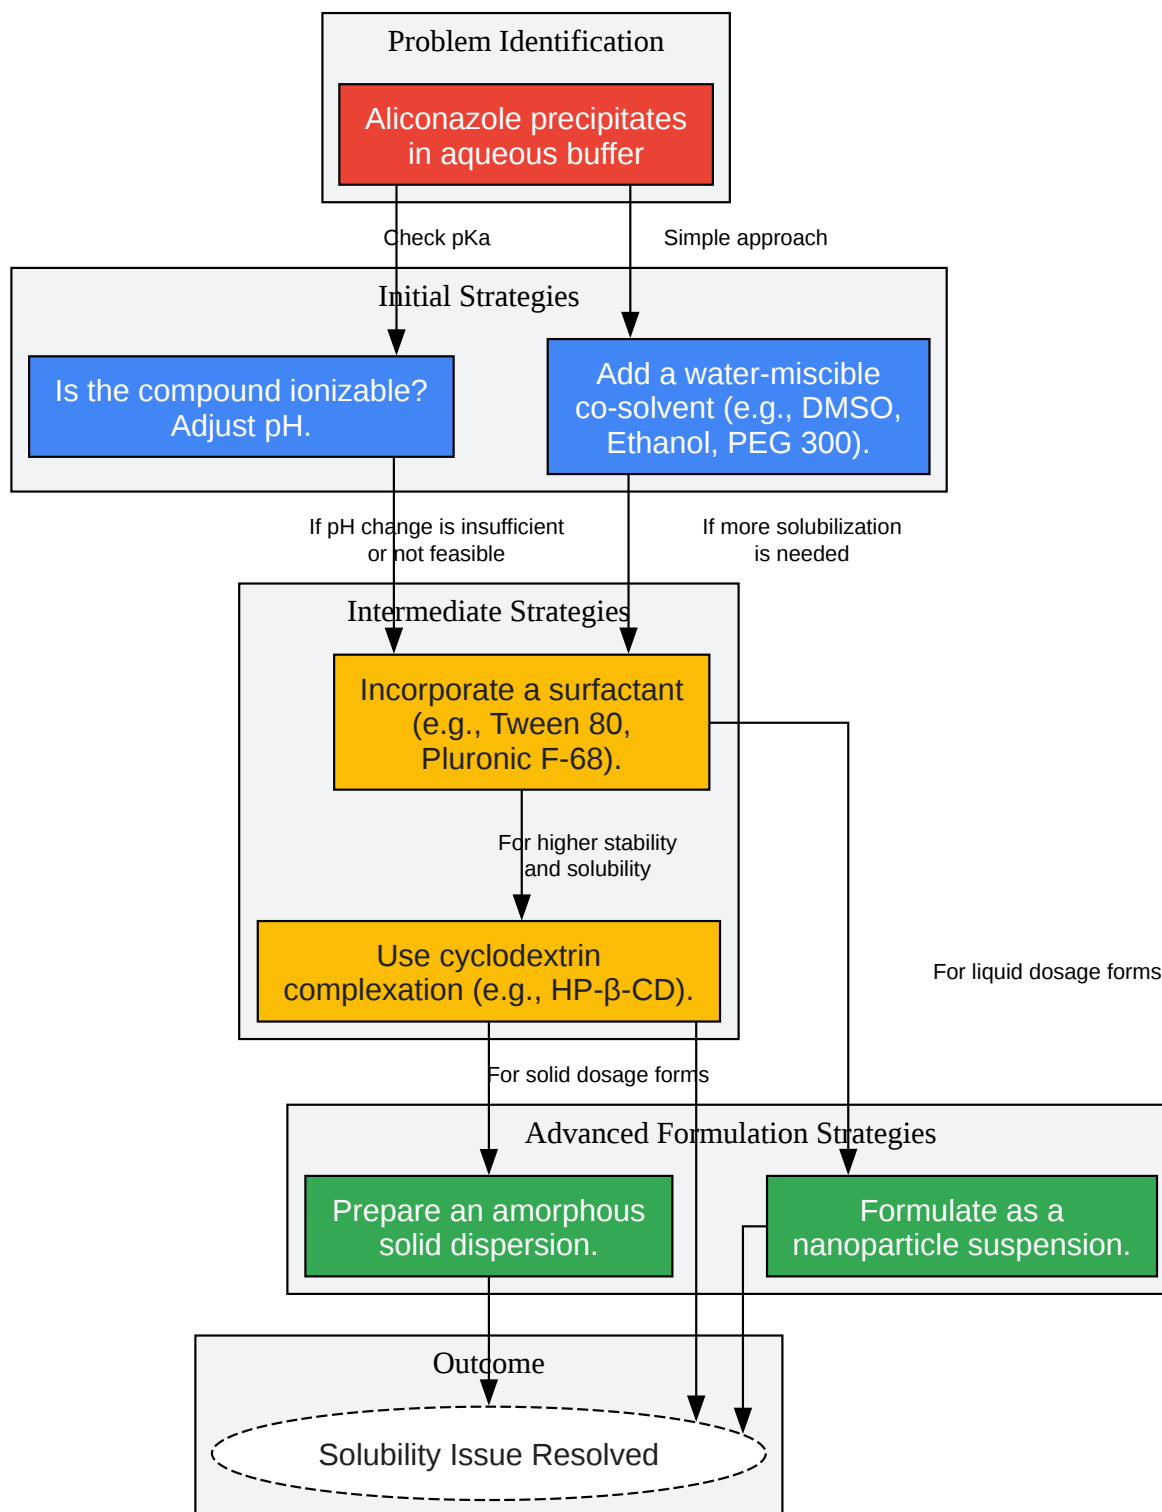 Problem Identification
Aliconazole precipitates
in aqueous buffer
Check pKa
Simple approach
Initial Strategies
Is the compound ionizable?
Adjust pH.
Add a water-miscible
co-solvent (e.g., DMSO,
Ethanol, PEG 300).
If pH change is insufficient
or not feasible
If more solubilization
is needed
Intermediate Strategies
Incorporate a surfactant
(e.g., Tween 80,
Pluronic F-68).
For higher stability
and solubility
Use cyclodextrin
complexation (e.g., HP-β-CD).
For liquid dosage forms
For solid dosage forms
Advanced Formulation Strategies
Prepare an amorphous
solid dispersion.
Formulate as a
nanoparticle suspension.
Outcome
Solubility Issue Resolved